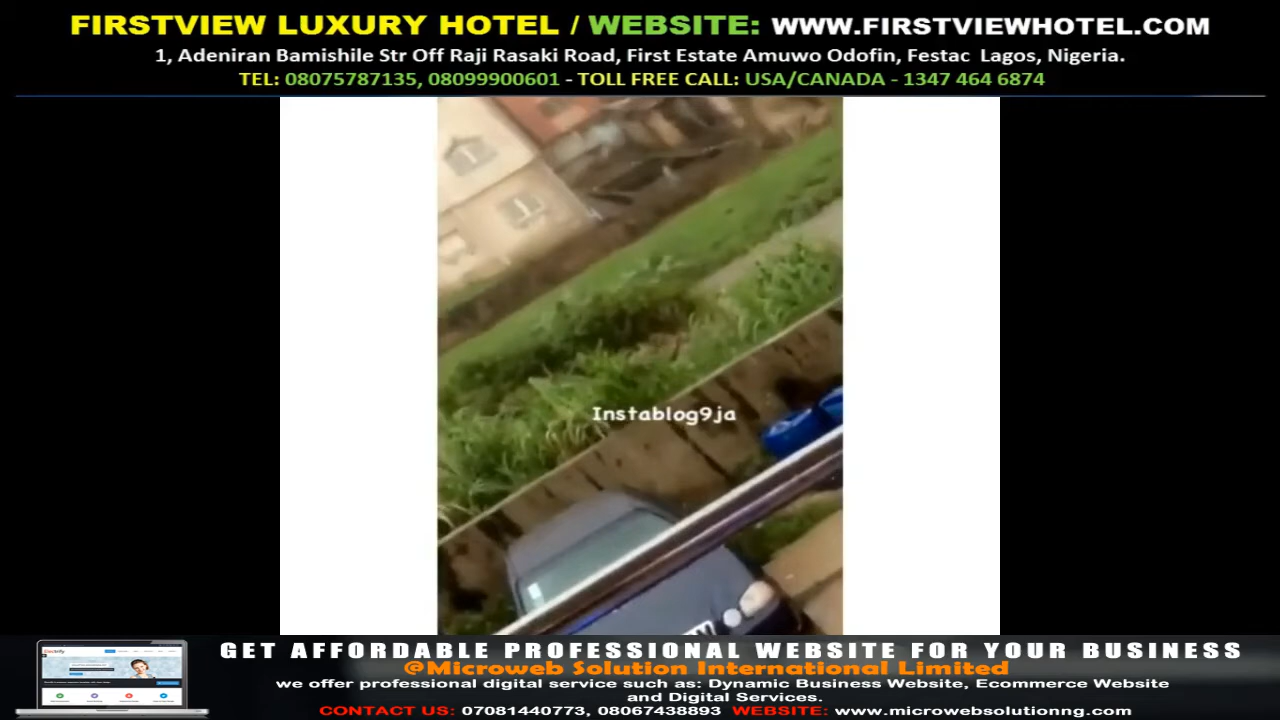 FIRSTVIEW LUXURY HOTEL / WEBSITE: WWW.FIRSTVIEWHOTEL.COM
1, Adeniran Bamishile Str Off Raji Rasaki Road, First Estate Amuwo Odofin, Festac Lagos, Nigeria.
TEL: 08075787135, 08099900601 - TOLL FREE CALL: USA/CANADA - 1347 464 6874
Instablog9ja
GET AFFORDABLE PROFESSIONAL WEBSITE FOR YOUR BUSINESS
@Microweb Solution International Limited
we offer professional digital service such as: Dynamic Business Website, Ecommerce Website
and Digital Services.
CONTACT US: 07081440773, 08067438893 WEBSITE: www.microwebsolutionng.com